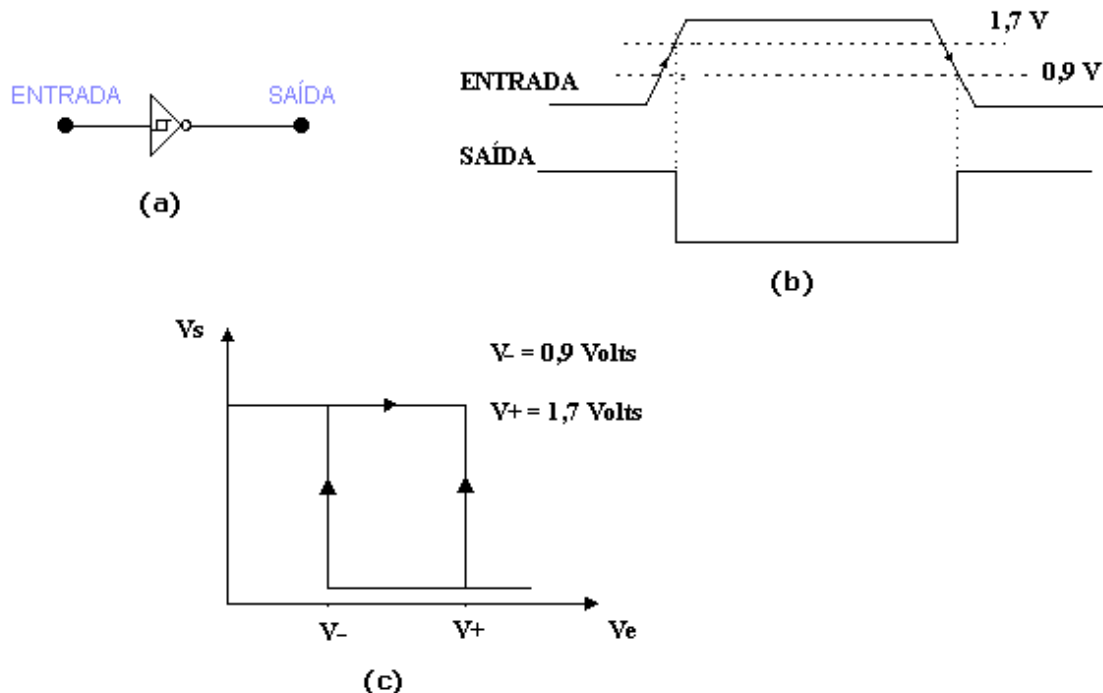 ENTRADA
SAÍDA
(a)
1,7 V
0,9 V
ENTRADA
SAÍDA
(b)
Vs
V- = 0,9 Volts
V+ = 1,7 Volts
V- V+ Ve
(c)